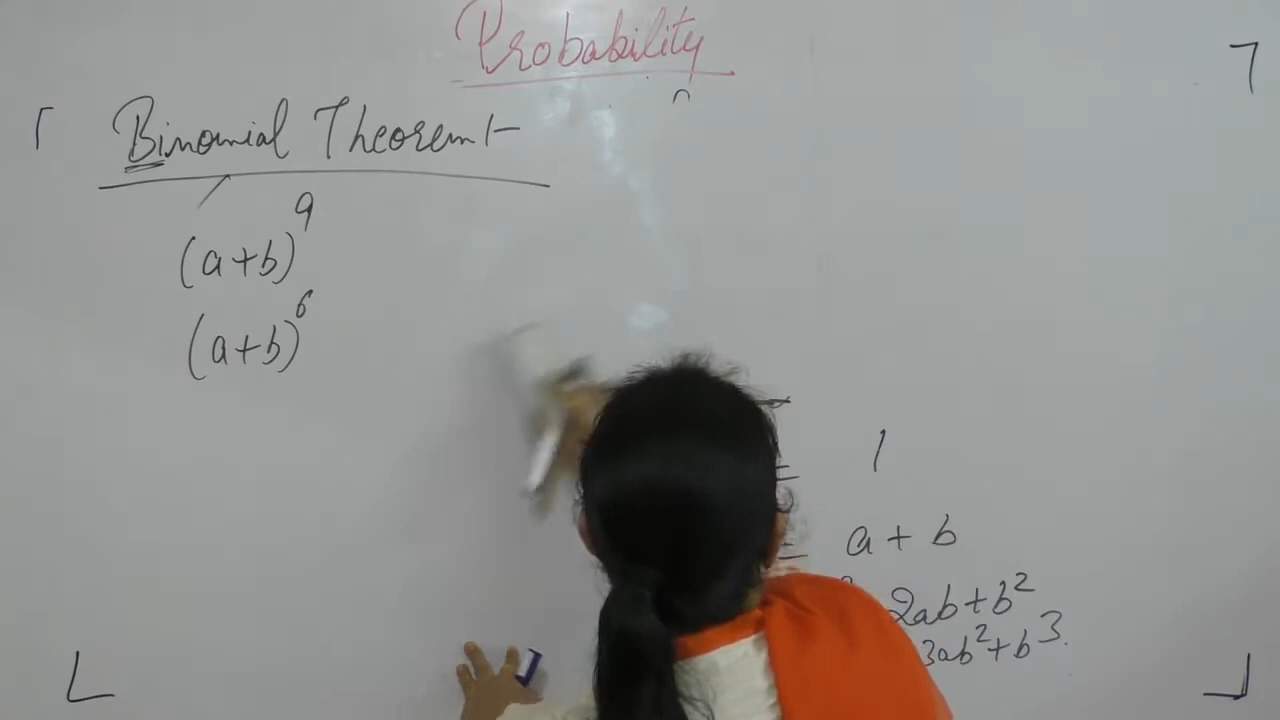 Probability
n
Binomial Theorem :-
(a+b)^9
(a+b)^6
= 1
= a + b
2ab+b^2
3ab^2+b^3.